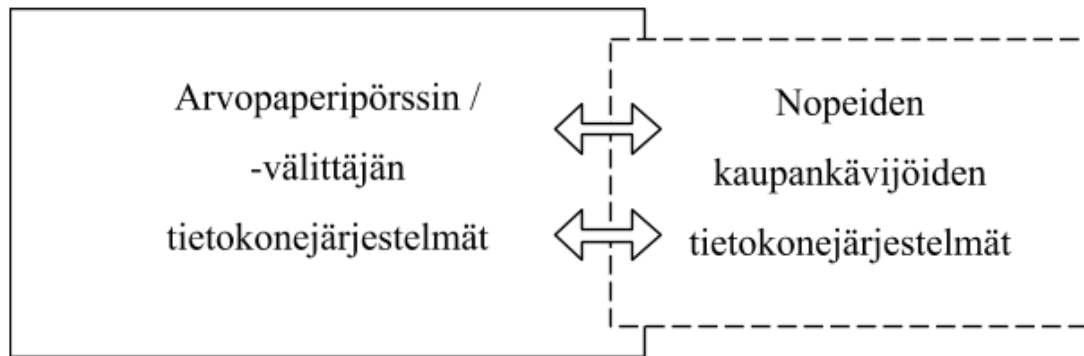 Arvopaperipörssin /
-välittäjän
tietokonejärjestelmät
Nopeiden
kaupankävijöiden
tietokonejärjestelmät